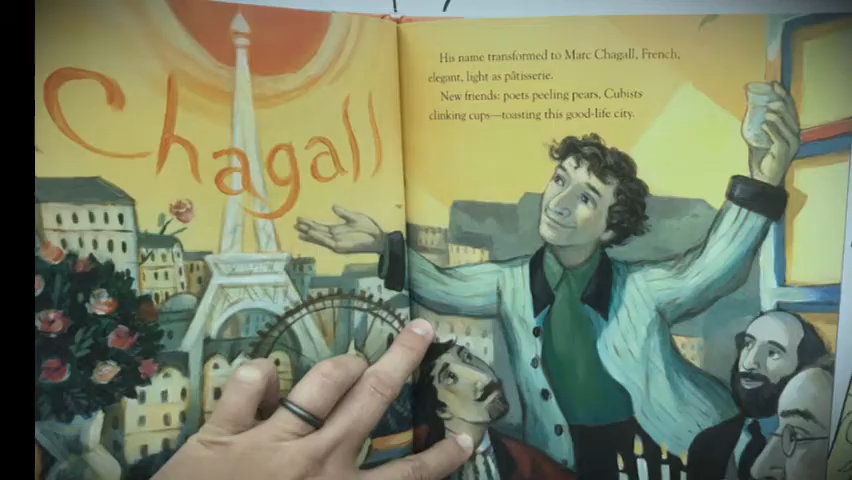 Chagall
His name transformed to Marc Chagall, French,
elegant, light as pâtisserie.
New friends: poets peeling pears, Cubists
clinking cups—toasting this good-life city.